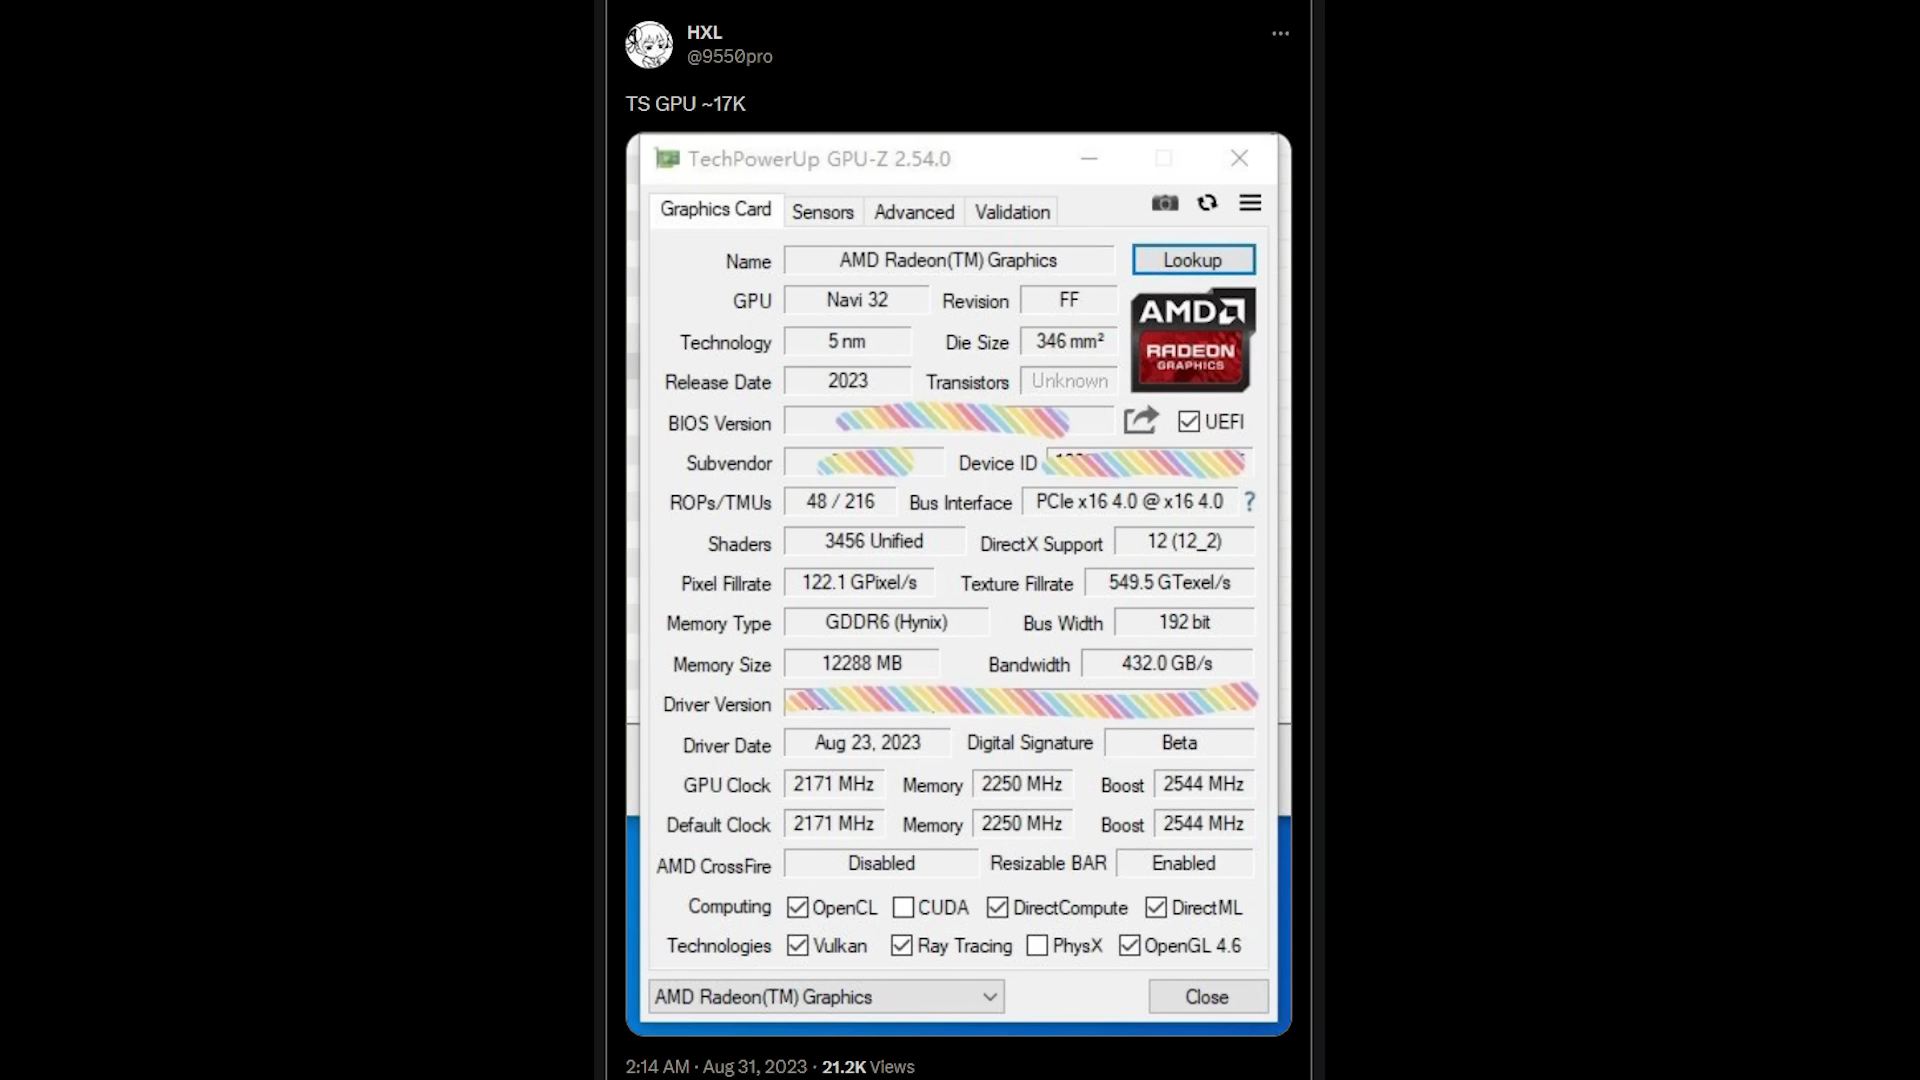 HXL
@9550pro
TS GPU ~17K
TechPowerUp GPU-Z 2.54.0
Graphics Card Sensors Advanced Validation
Name AMD Radeon(TM) Graphics Lookup
GPU Navi 32 Revision FF
AMD
RADEON
GRAPHICS
Technology 5 nm Die Size 346 mm²
Release Date 2023 Transistors Unknown
BIOS Version UEFI
Subvendor Device ID
ROPs/TMUs 48 / 216 Bus Interface PCIe x16 4.0 @ x16 4.0 ?
Shaders 3456 Unified DirectX Support 12 (12_2)
Pixel Fillrate 122.1 GPixel/s Texture Fillrate 549.5 GTexel/s
Memory Type GDDR6 (Hynix) Bus Width 192 bit
Memory Size 12288 MB Bandwidth 432.0 GB/s
Driver Version
Driver Date Aug 23, 2023 Digital Signature Beta
GPU Clock 2171 MHz Memory 2250 MHz Boost 2544 MHz
Default Clock 2171 MHz Memory 2250 MHz Boost 2544 MHz
AMD CrossFire Disabled Resizable BAR Enabled
Computing OpenCL CUDA DirectCompute DirectML
Technologies Vulkan Ray Tracing PhysX OpenGL 4.6
AMD Radeon(TM) Graphics Close
2:14 AM · Aug 31, 2023 · 21.2K Views